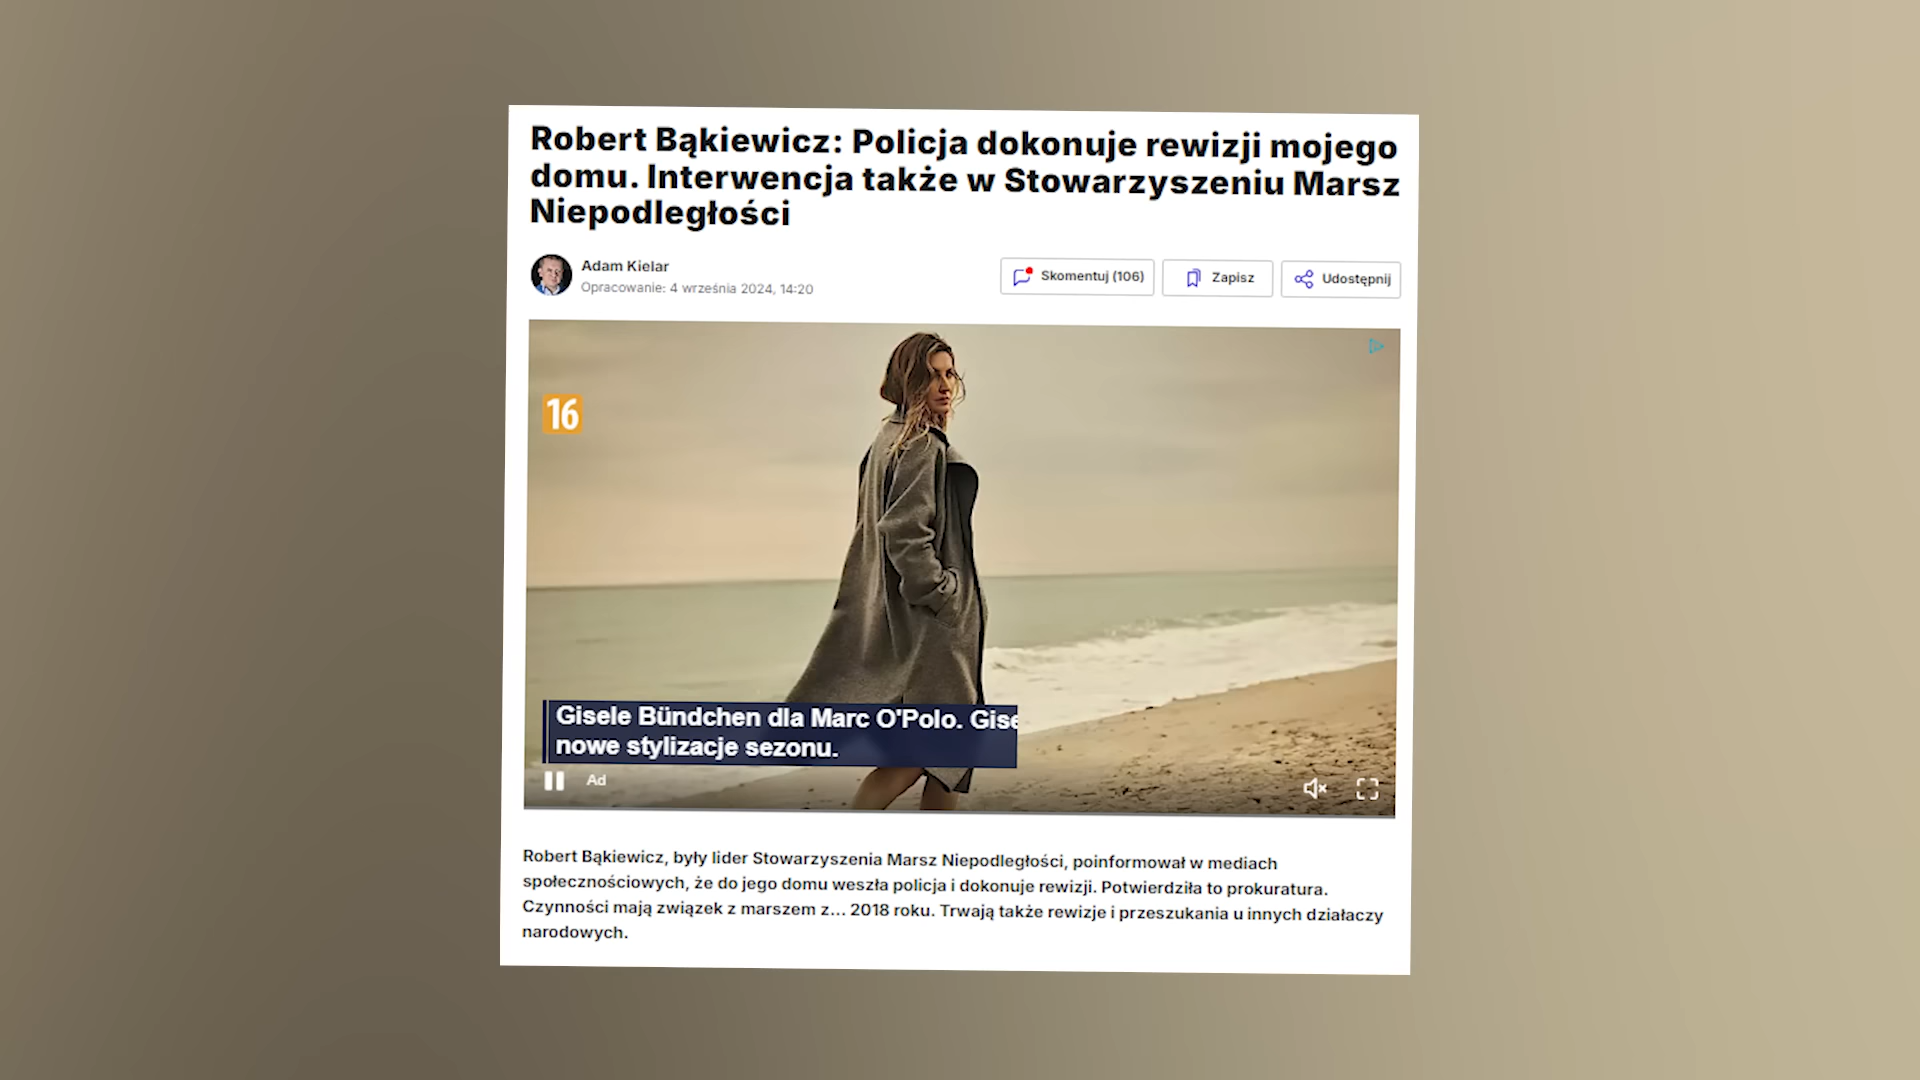 Robert Bąkiewicz: Policja dokonuje rewizji mojego
domu. Interwencja także w Stowarzyszeniu Marsz
Niepodległości
Adam Kielar
Opracowanie: 4 września 2024, 14:20
Skomentuj (106)
Zapisz
Udostępnij
16
Gisele Bündchen dla Marc O'Polo. Gise
nowe stylizacje sezonu.
Ad
Robert Bąkiewicz, były lider Stowarzyszenia Marsz Niepodległości, poinformował w mediach
społecznościowych, że do jego domu weszła policja i dokonuje rewizji. Potwierdziła to prokuratura.
Czynności mają związek z marszem z... 2018 roku. Trwają także rewizje i przeszukania u innych działaczy
narodowych.